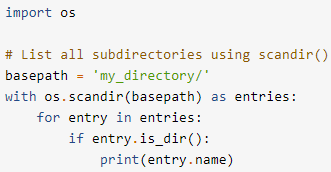 import os

# List all subdirectories using scandir()
basepath = 'my_directory/'
with os.scandir(basepath) as entries:
    for entry in entries:
        if entry.is_dir():
            print(entry.name)